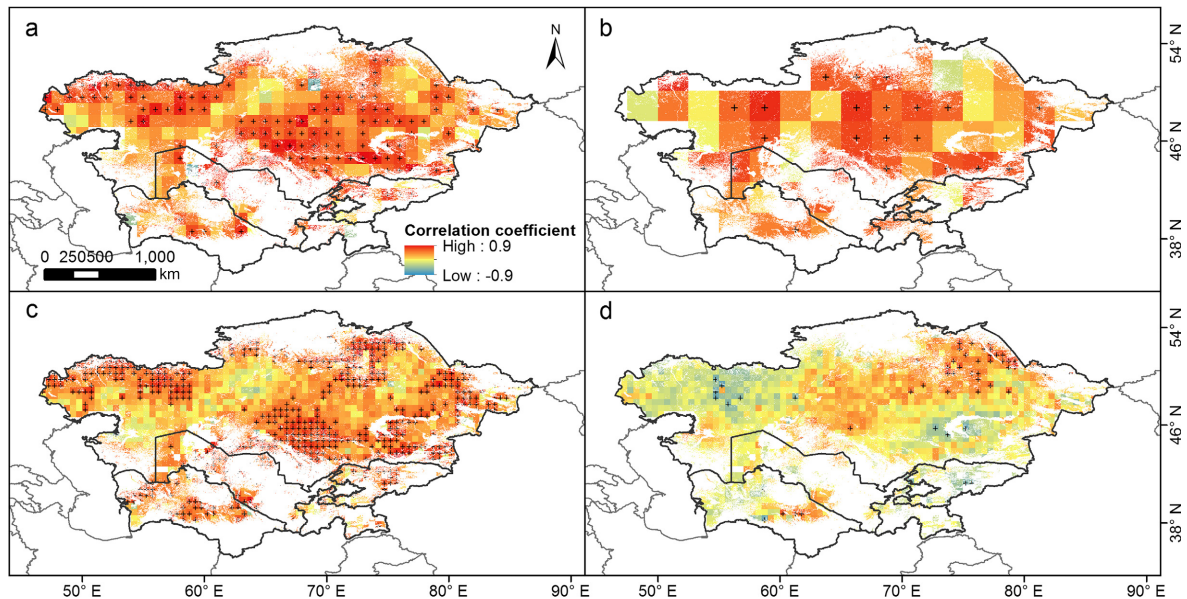 a
N
b
54° N
46° N
38° N
Correlation coefficient
High : 0.9
Low : -0.9
0 250500 1,000
km
c
d
54° N
46° N
38° N
50° E 60° E 70° E 80° E 90° E 50° E 60° E 70° E 80° E 90 E